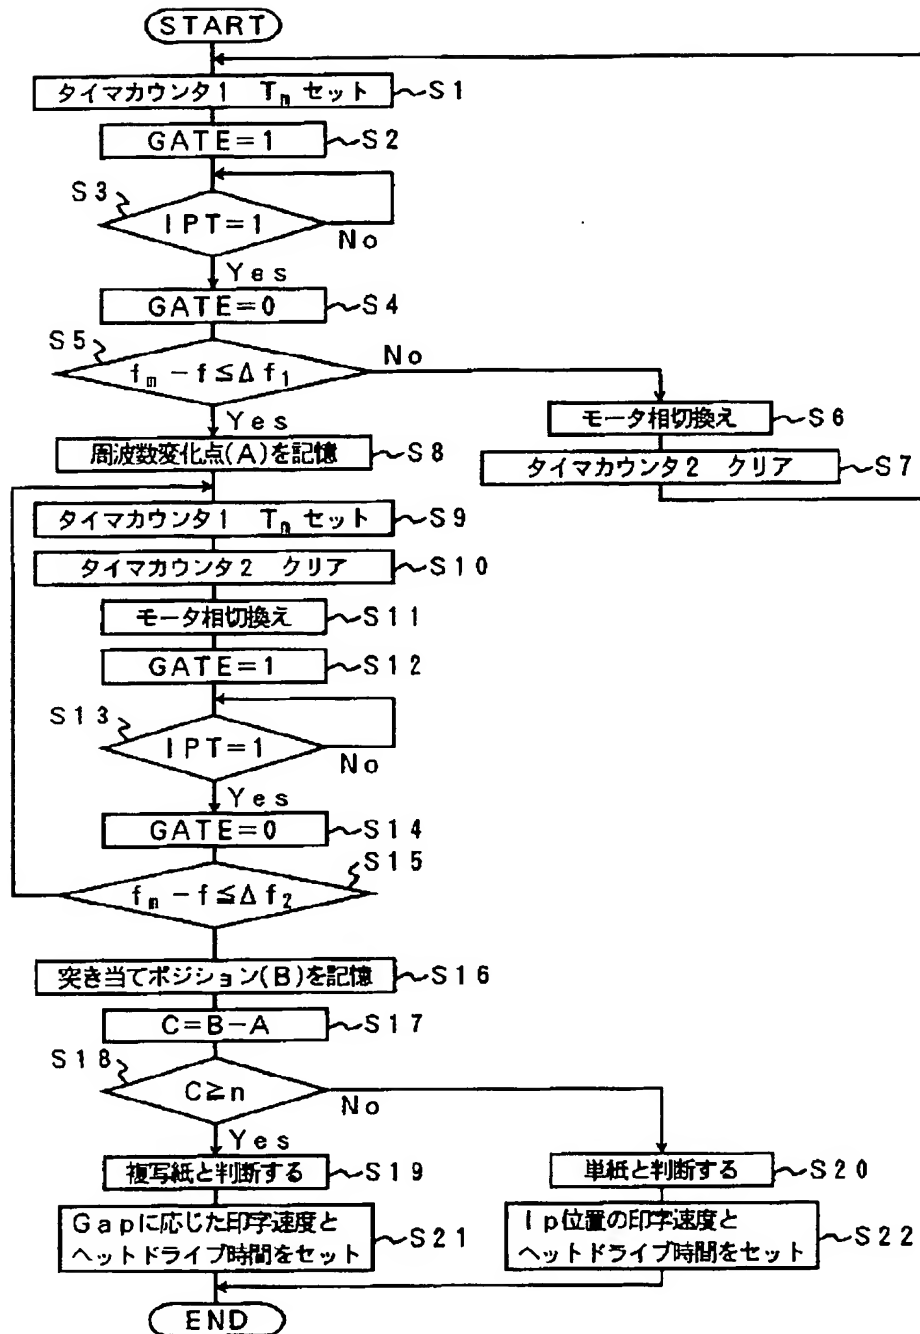 START
タイマカウンタ1 Tₘ セット S1
GATE=1 S2
S3
IPT=1
No
Yes
GATE=0 S4
S5
fₘ-f≦Δf₁
No
Yes
モータ相切換え S6
タイマカウンタ2 クリア S7
周波数変化点(A)を記憶 S8
タイマカウンタ1 Tₘ セット S9
タイマカウンタ2 クリア S10
モータ相切換え S11
GATE=1 S12
S13
IPT=1
No
Yes
GATE=0 S14
S15
fₘ-f≦Δf₂
突き当てポジション(B)を記憶 S16
C=B-A S17
S18
C≧n
No
Yes
複写紙と判断する S19
単紙と判断する S20
Gapに応じた印字速度と
ヘットドライブ時間をセット S21
Ip位置の印字速度と
ヘットドライブ時間をセット S22
END